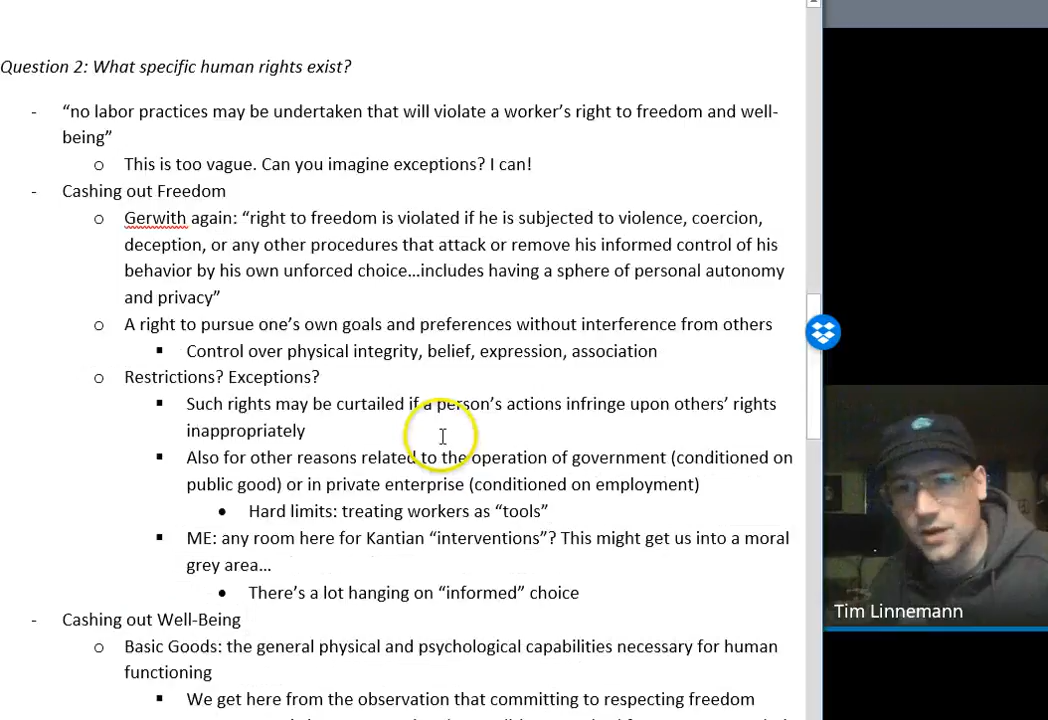 Question 2: What specific human rights exist?
- “no labor practices may be undertaken that will violate a worker’s right to freedom and well-
being”
o This is too vague. Can you imagine exceptions? I can!
- Cashing out Freedom
o Gerwith again: “right to freedom is violated if he is subjected to violence, coercion,
deception, or any other procedures that attack or remove his informed control of his
behavior by his own unforced choice…includes having a sphere of personal autonomy
and privacy”
o A right to pursue one’s own goals and preferences without interference from others
▪ Control over physical integrity, belief, expression, association
o Restrictions? Exceptions?
▪ Such rights may be curtailed if a person’s actions infringe upon others’ rights
inappropriately
▪ Also for other reasons related to the operation of government (conditioned on
public good) or in private enterprise (conditioned on employment)
• Hard limits: treating workers as “tools”
▪ ME: any room here for Kantian “interventions”? This might get us into a moral
grey area…
• There’s a lot hanging on “informed” choice
- Cashing out Well-Being
o Basic Goods: the general physical and psychological capabilities necessary for human
functioning
▪ We get here from the observation that committing to respecting freedom
Tim Linnemann